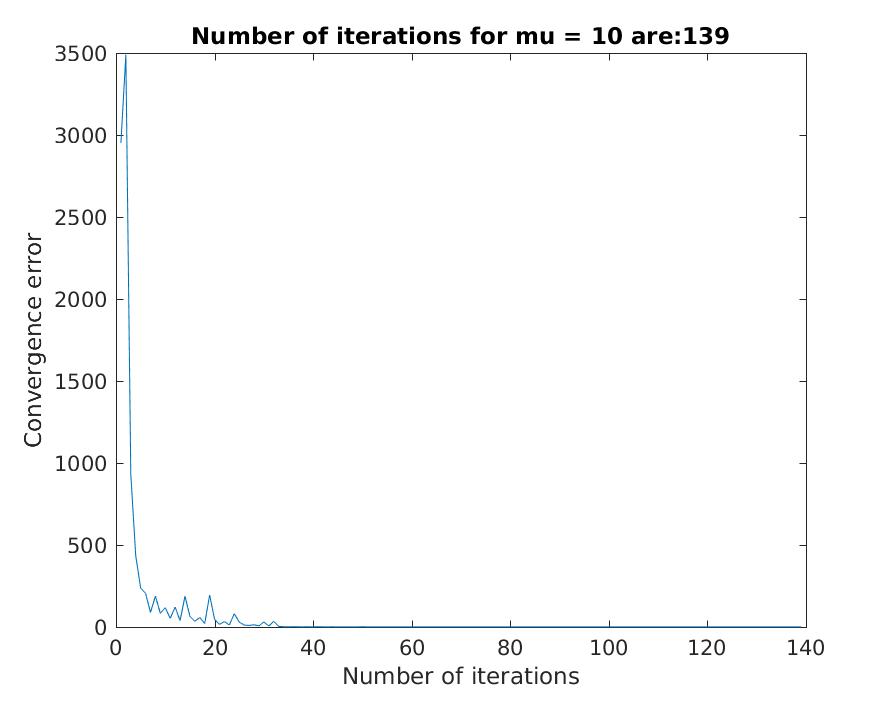 Number of iterations for mu = 10 are:139
3500
3000
2500
2000
1500
1000
500
0
Convergence error
0 20 40 60 80 100 120 140
Number of iterations